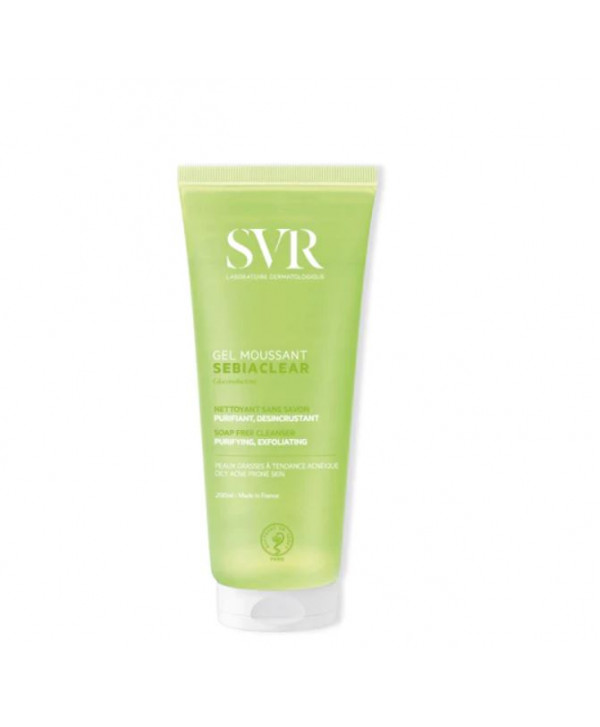 SVR
LABORATOIRE DERMATOLOGIQUE
GEL MOUSSANT
SEBIACLEAR
NETTOYANT SANS SAVON
PURIFIANT, DESINCRUSTANT
SOAP FREE CLEANSER
PURIFYING, EXFOLIATING
PEAUX GRASSES À TENDANCE ACNÉIQUE
OILY ACNE PRONE SKIN
200ml - Made in France